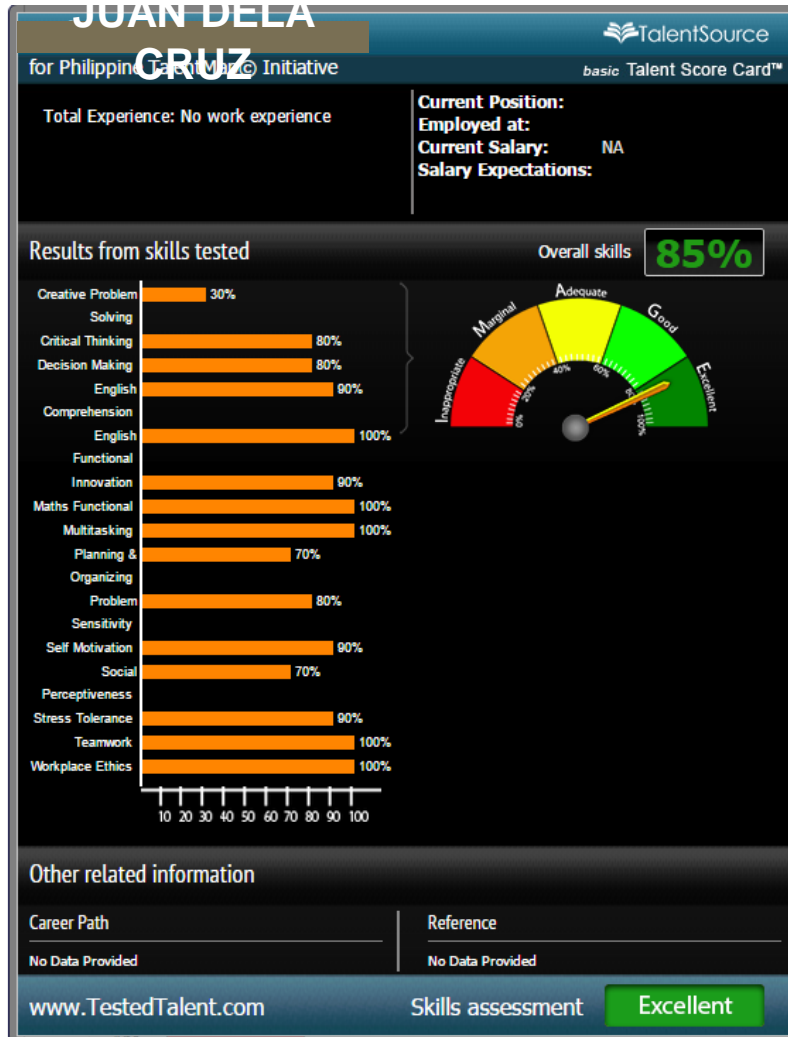 JUAN DELA
CRUZ
TalentSource
for Philippine TalentMap© Initiative
basic Talent Score Card™
Total Experience: No work experience
Current Position:
Employed at:
Current Salary: NA
Salary Expectations:
Results from skills tested
Overall skills 85%
Creative Problem 30%
Solving
Critical Thinking 80%
Decision Making 80%
English 90%
Comprehension
English 100%
Functional
Innovation 90%
Maths Functional 100%
Multitasking 100%
Planning & 70%
Organizing
Problem 80%
Sensitivity
Self Motivation 90%
Social 70%
Perceptiveness
Stress Tolerance 90%
Teamwork 100%
Workplace Ethics 100%
10 20 30 40 50 60 70 80 90 100
Inappropriate
Marginal
Adequate
Good
Excellent
0%
20%
40%
60%
80%
100%
Other related information
Career Path
No Data Provided
Reference
No Data Provided
www.TestedTalent.com
Skills assessment Excellent